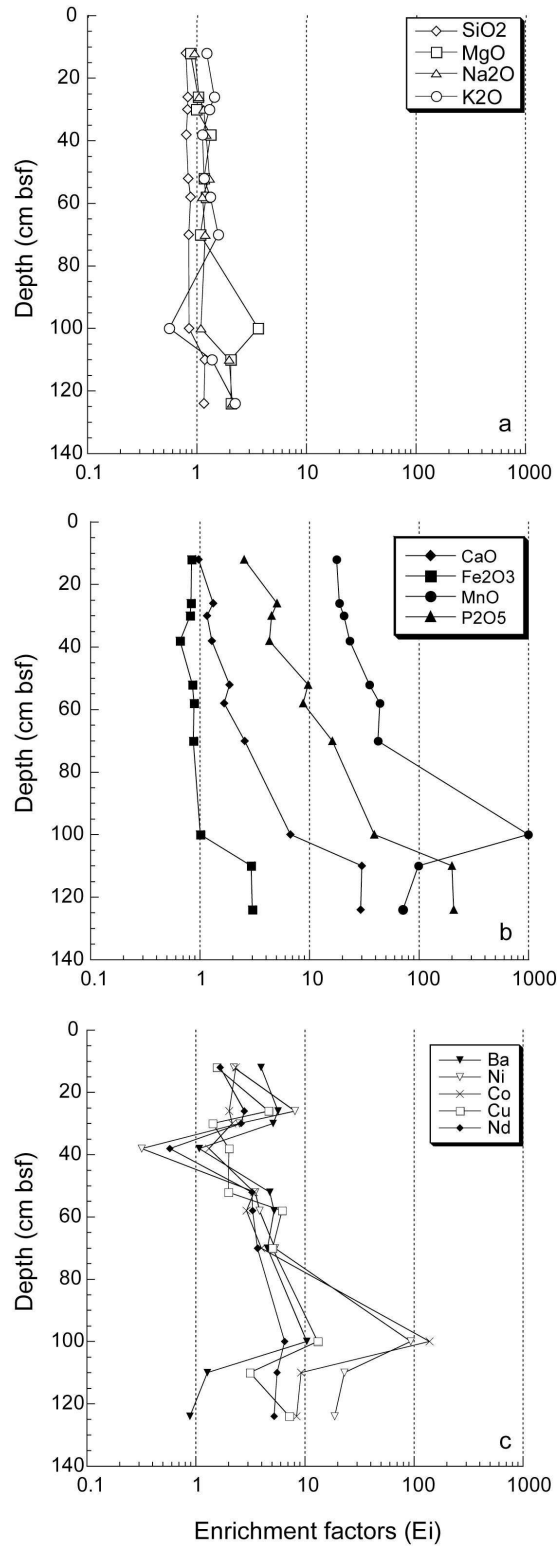 0
20
40
60
80
100
120
140
Depth (cm bsf)
SiO2
MgO
Na2O
K2O
a
0.1 1 10 100 1000
0
20
40
60
80
100
120
140
Depth (cm bsf)
CaO
Fe2O3
MnO
P2O5
b
0.1 1 10 100 1000
0
20
40
60
80
100
120
140
Depth (cm bsf)
Ba
Ni
Co
Cu
Nd
c
0.1 1 10 100 1000
Enrichment factors (Ei)